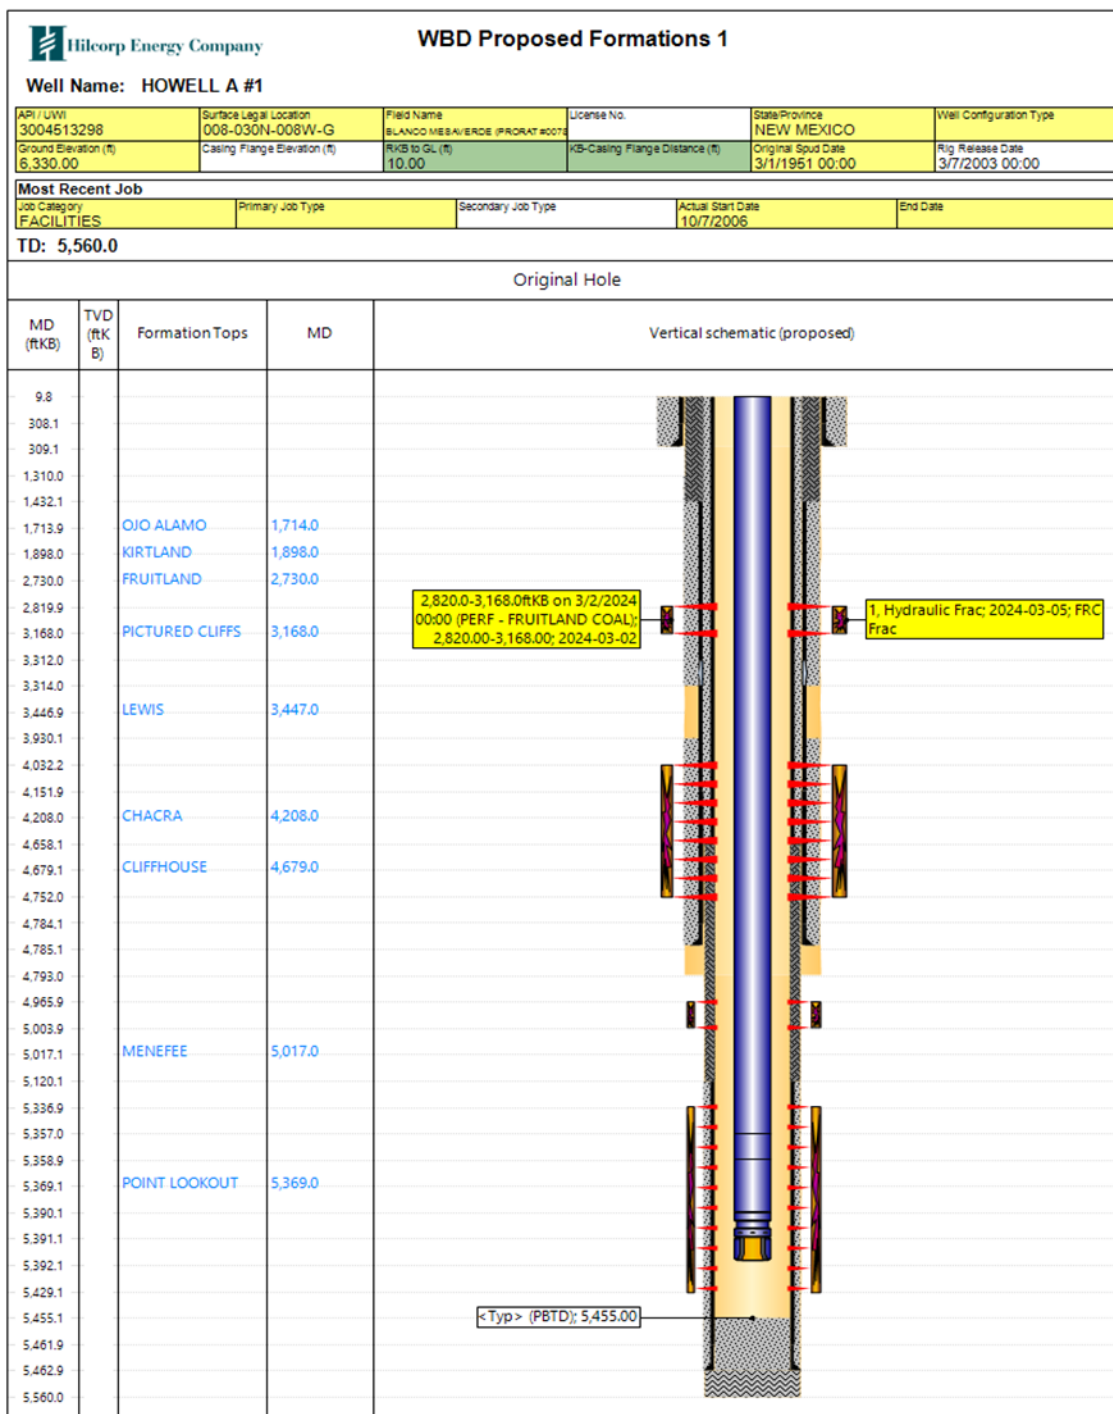 Hilcorp Energy Company
WBD Proposed Formations 1
Well Name: HOWELL A #1
API / UWI
3004513298
Surface Legal Location
008-030N-008W-G
Field Name
BLANCO MESAVERDE (PRORAT #0078
License No.
State/Province
NEW MEXICO
Well Configuration Type
Ground Elevation (ft)
6,330.00
Casing Flange Elevation (ft)
RKB to GL (ft)
10.00
KB-Casing Flange Distance (ft)
Original Spud Date
3/1/1951 00:00
Rig Release Date
3/7/2003 00:00
Most Recent Job
Job Category
FACILITIES
Primary Job Type
Secondary Job Type
Actual Start Date
10/7/2006
End Date
TD: 5,560.0
Original Hole
MD (ftKB)
TVD (ftK B)
Formation Tops
MD
Vertical schematic (proposed)
9.8
308.1
309.1
1,310.0
1,432.1
1,713.9 OJO ALAMO 1,714.0
1,898.0 KIRTLAND 1,898.0
2,730.0 FRUITLAND 2,730.0
2,820.0-3,168.0ftKB on 3/2/2024
00:00 (PERF - FRUITLAND COAL);
2,820.00-3,168.00; 2024-03-02
1, Hydraulic Frac; 2024-03-05; FRC
Frac
2,819.9
3,168.0 PICTURED CLIFFS 3,168.0
3,312.0
3,314.0
3,446.9 LEWIS 3,447.0
3,930.1
4,032.2
4,151.9
4,208.0 CHACRA 4,208.0
4,658.1
4,679.1 CLIFFHOUSE 4,679.0
4,752.0
4,784.1
4,785.1
4,793.0
4,965.9
5,003.9
5,017.1 MENEFEE 5,017.0
5,120.1
5,336.9
5,357.0
5,358.9
5,369.1 POINT LOOKOUT 5,369.0
5,390.1
5,391.1
5,392.1
5,429.1
5,455.1 <Typ> (PBTD); 5,455.00
5,461.9
5,462.9
5,560.0